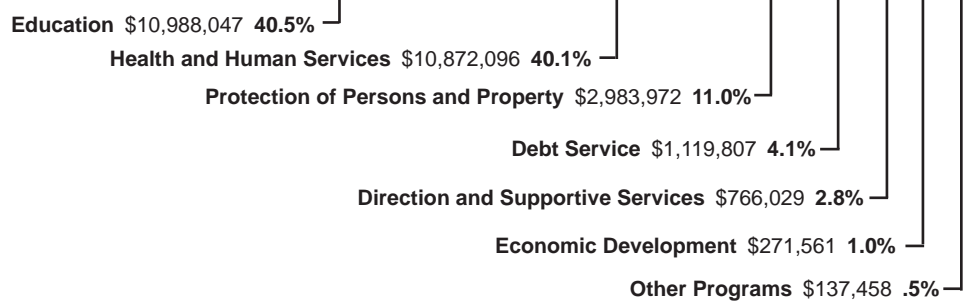 Education $10,988,047 40.5%
Health and Human Services $10,872,096 40.1%
Protection of Persons and Property $2,983,972 11.0%
Debt Service $1,119,807 4.1%
Direction and Supportive Services $766,029 2.8%
Economic Development $271,561 1.0%
Other Programs $137,458 .5%